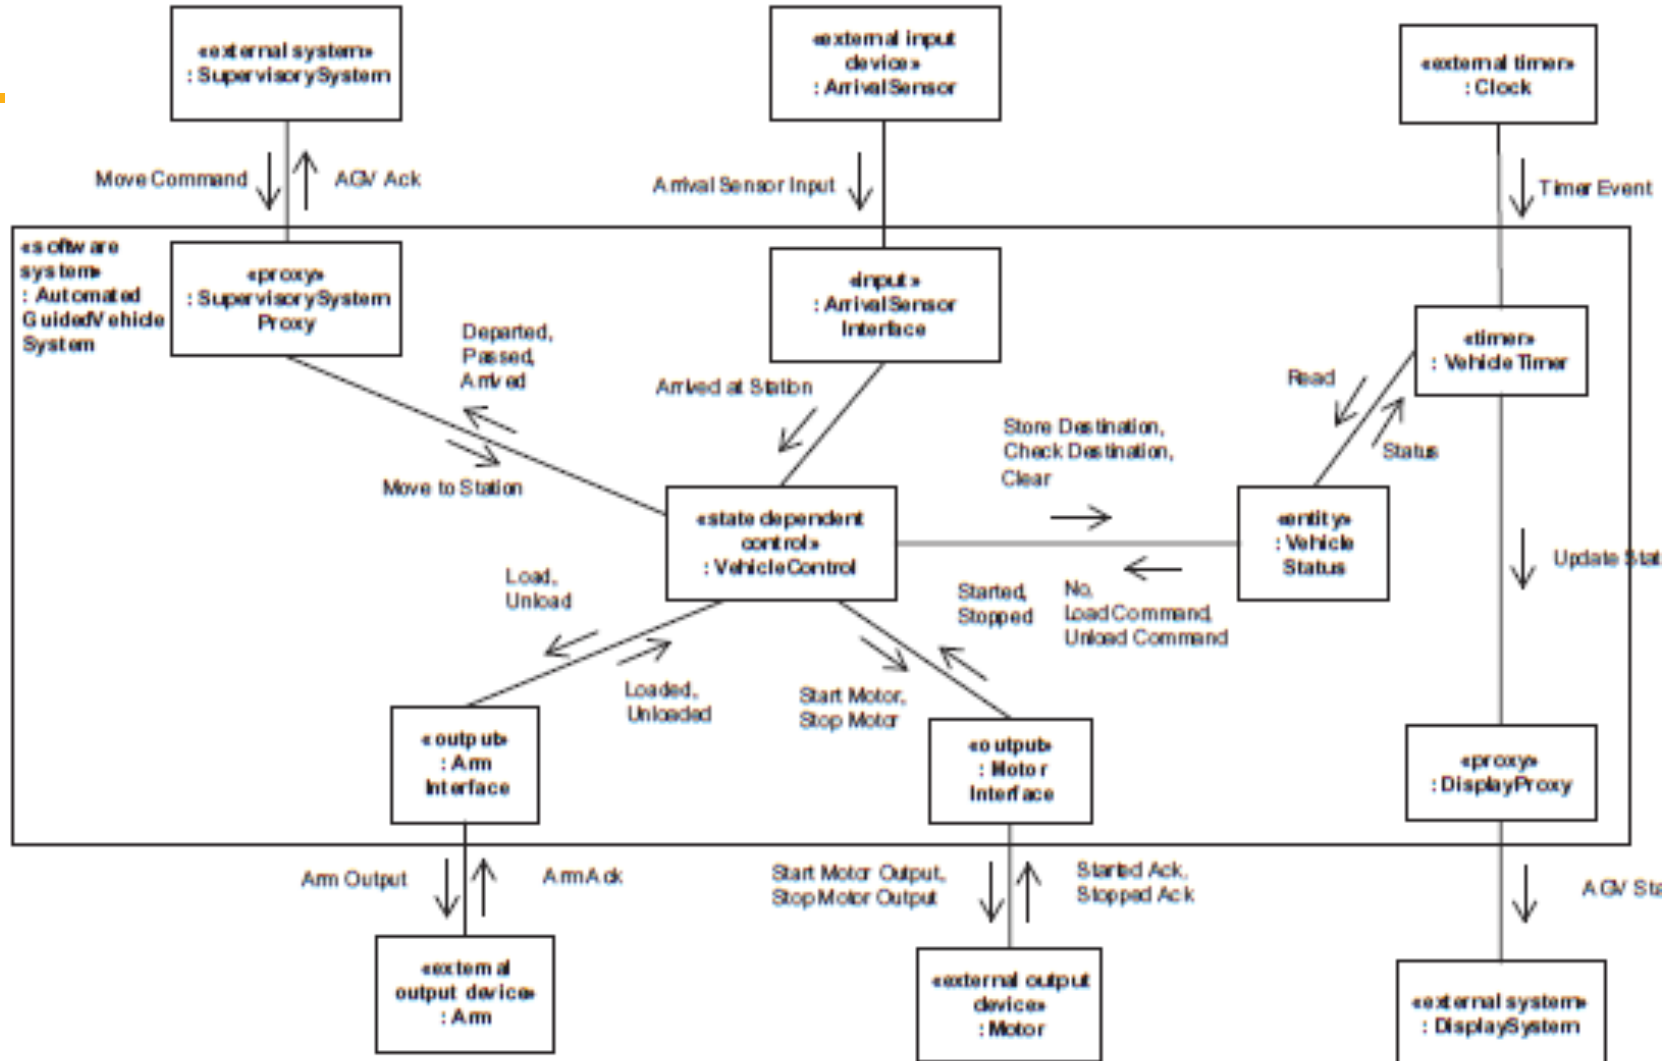 «external system»
: SupervisorySystem
«external input
device»
: ArrivalSensor
«external timer»
: Clock
Move Command
AGV Ack
Arrival Sensor Input
Timer Event
«software
system»
: Automated
GuidedVehicle
System
«proxy»
: SupervisorySystem
Proxy
«input»
: ArrivalSensor
Interface
«timer»
: VehicleTimer
Departed,
Passed,
Arrived
Arrived at Station
Read
Status
Move to Station
Store Destination,
Check Destination,
Clear
«state dependent
control»
: VehicleControl
«entity»
: Vehicle
Status
Update Stat
Load,
Unload
Started,
Stopped
No,
Load Command,
Unload Command
Loaded,
Unloaded
Start Motor,
Stop Motor
«output»
: Arm
Interface
«output»
: Motor
Interface
«proxy»
: DisplayProxy
Arm Output
Arm Ack
Start Motor Output,
Stop Motor Output
Started Ack,
Stopped Ack
AGV Sta
«external
output device»
: Arm
«external output
device»
: Motor
«external system»
: DisplaySystem